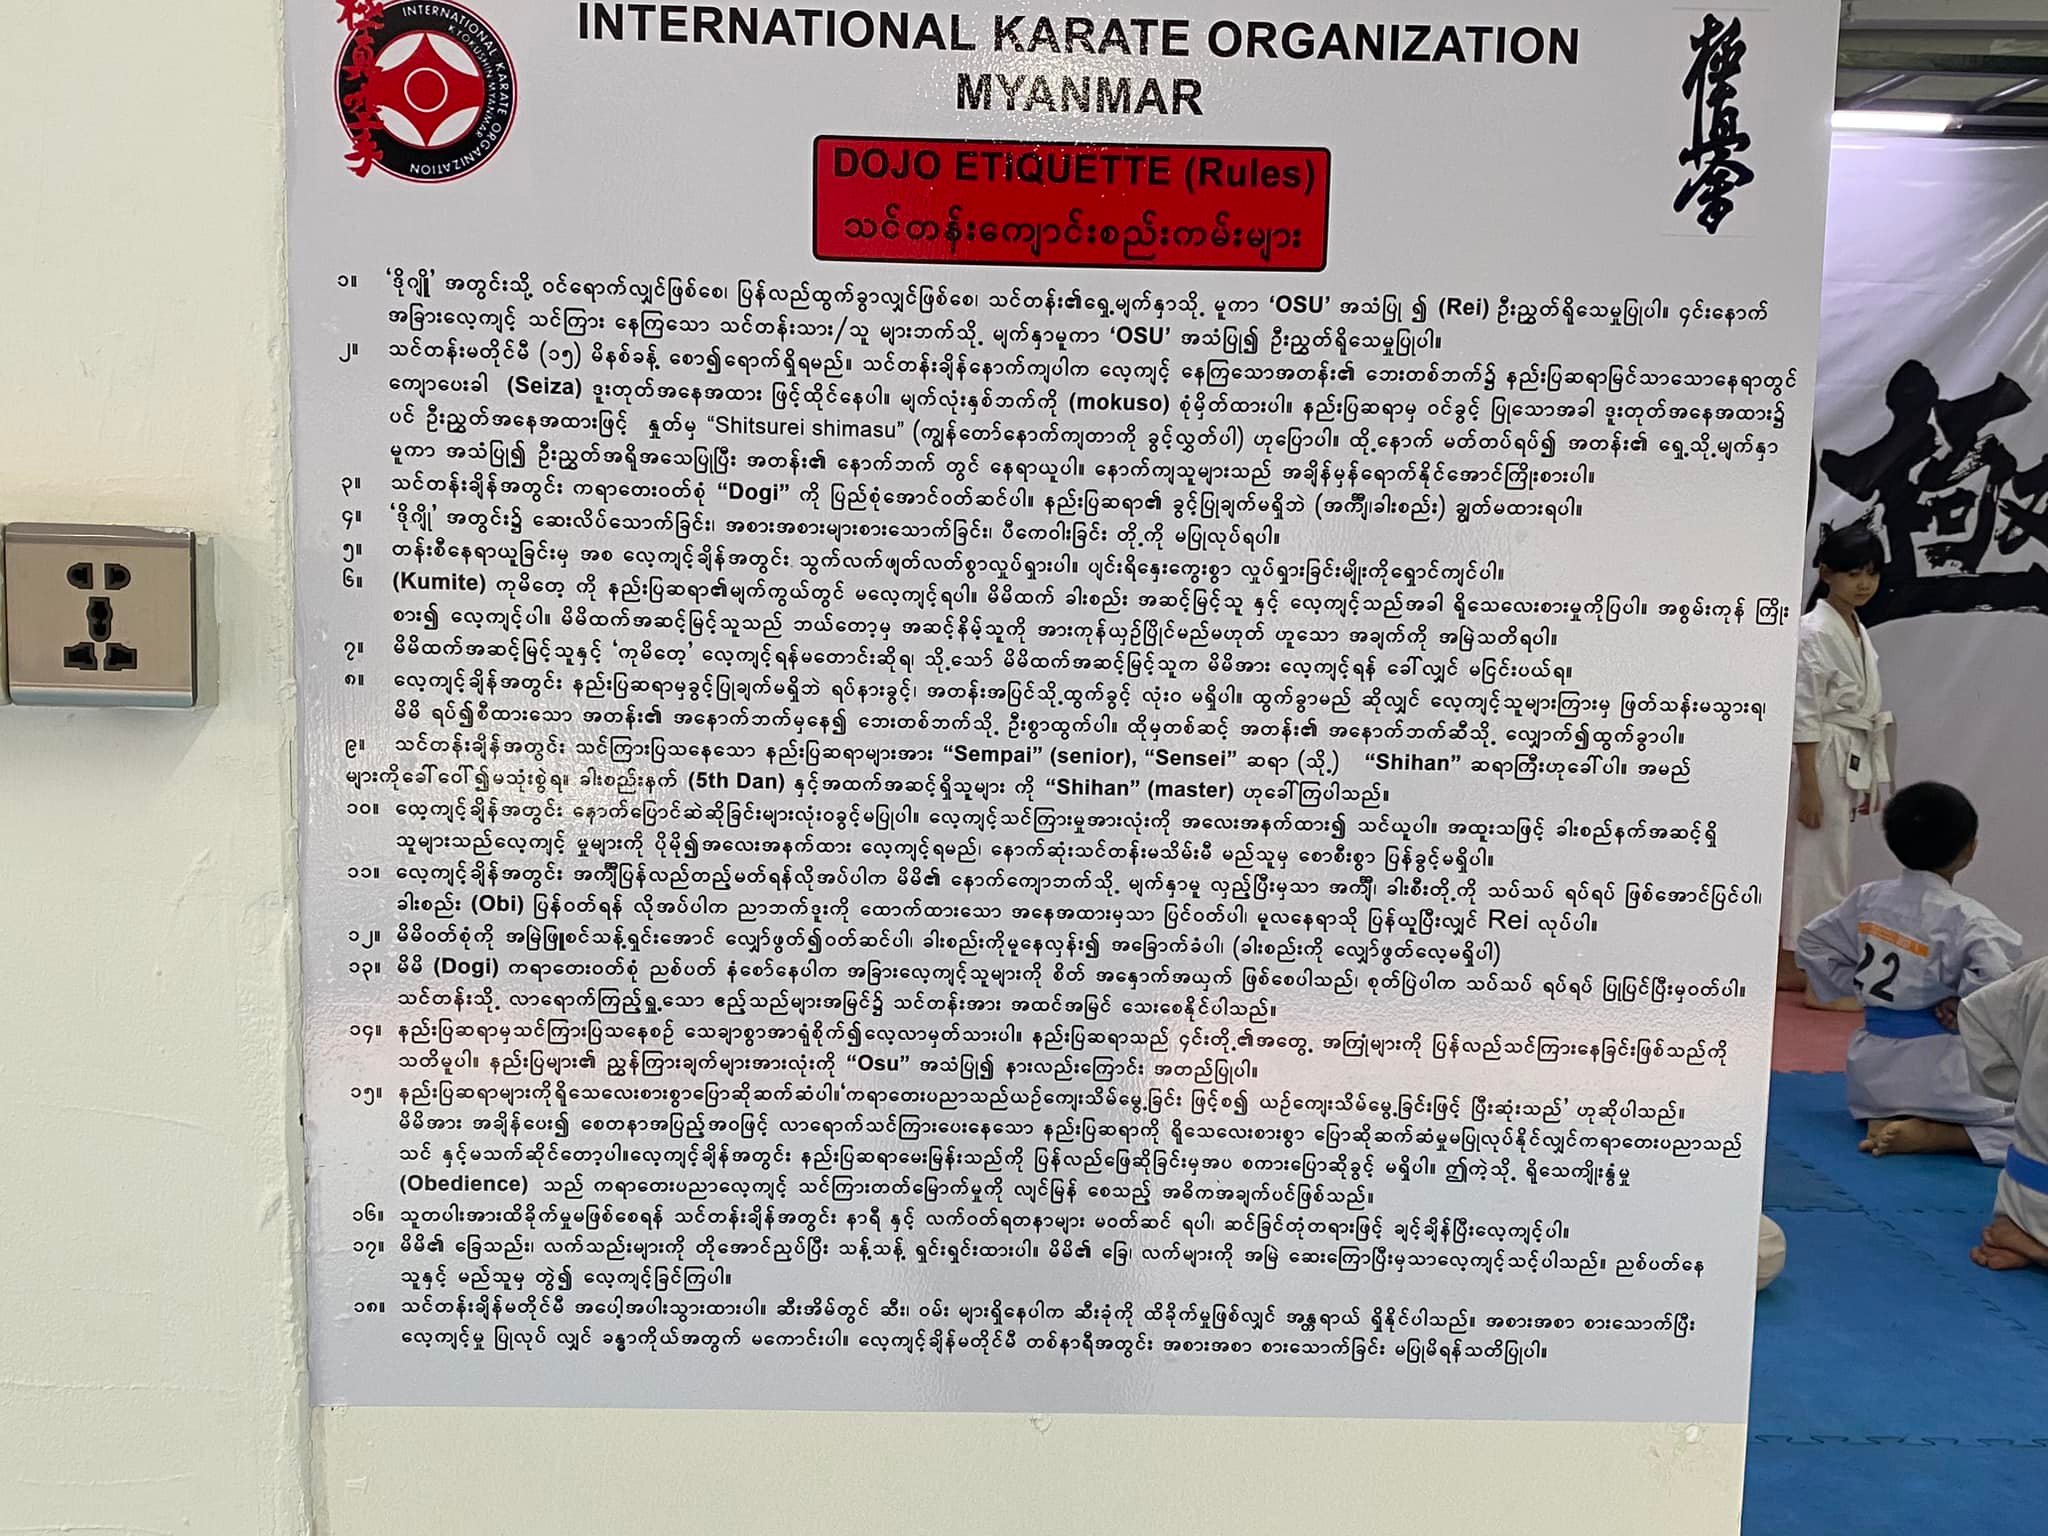 INTERNATIONAL KARATE ORGANIZATION
KYOKUSHIN MYANMAR
INTERNATIONAL KARATE ORGANIZATION
MYANMAR
極真会
DOJO ETIQUETTE (Rules)
သင်တန်းကျောင်းစည်းကမ်းများ
၁။ ‘ဒိုဂျို’ အတွင်းသို့ ဝင်ရောက်လျှင်ဖြစ်စေ၊ ပြန်လည်ထွက်ခွာလျှင်ဖြစ်စေ၊ သင်တန်း၏ရှေ့မျက်နှာသို့ မူကာ ‘OSU’ အသံပြု ၍ (Rei) ဦးညွှတ်ရိုသေမှုပြုပါ။ ၄င်းနောက်
အခြားလေ့ကျင့် သင်ကြား နေကြသော သင်တန်းသား/သူ များဘက်သို့ မျက်နှာမူကာ ‘OSU’ အသံပြု၍ ဦးညွှတ်ရိုသေမှုပြုပါ။
၂။ သင်တန်းမတိုင်မီ (၁၅) မိနစ်ခန့် စော၍ရောက်ရှိရမည်။ သင်တန်းချိန်နောက်ကျပါက လေ့ကျင့် နေကြသောအတန်း၏ ဘေးတစ်ဘက်၌ နည်းပြဆရာမြင်သာသောနေရာတွင်
ကျောပေးခါ (Seiza) ဒူးတုတ်အနေအထား ဖြင့်ထိုင်နေပါ။ မျက်လုံးနှစ်ဘက်ကို (mokuso) စုံမှိတ်ထားပါ။ နည်းပြဆရာမှ ဝင်ခွင့် ပြုသောအခါ ဒူးတုတ်အနေအထား၌
ပင် ဦးညွှတ်အနေအထားဖြင့် နှုတ်မှ “Shitsurei shimasu” (ကျွန်တော်နောက်ကျတာကို ခွင့်လွှတ်ပါ) ဟုပြောပါ။ ထို့နောက် မတ်တပ်ရပ်၍ အတန်း၏ ရှေ့သို့မျက်နှာ
မူကာ အသံပြု၍ ဦးညွှတ်အရိုအသေပြုပြီး အတန်း၏ နောက်ဘက် တွင် နေရာယူပါ။ နောက်ကျသူများသည် အချိန်မှန်ရောက်နိုင်အောင်ကြိုးစားပါ။
၃။ သင်တန်းချိန်အတွင်း ကရာတေးဝတ်စုံ “Dogi” ကို ပြည်စုံအောင်ဝတ်ဆင်ပါ။ နည်းပြဆရာ၏ ခွင့်ပြုချက်မရှိဘဲ (အင်္ကျီ၊ခါးစည်း) ချွတ်မထားရပါ။
၄။ ‘ဒိုဂျို’ အတွင်း၌ ဆေးလိပ်သောက်ခြင်း၊ အစားအစားများစားသောက်ခြင်း၊ ပီကေဝါးခြင်း တို့ကို မပြုလုပ်ရပါ။
၅။ တန်းစီနေရာယူခြင်းမှ အစ လေ့ကျင့်ချိန်အတွင်း သွက်လက်ဖျတ်လတ်စွာလှုပ်ရှားပါ။ ပျင်းရိနှေးကွေးစွာ လှုပ်ရှားခြင်းမျိုးကိုရှောင်ကျင်ပါ။
၆။ (Kumite) ကုမိတေ့ ကို နည်းပြဆရာ၏မျက်ကွယ်တွင် မလေ့ကျင့်ရပါ။ မိမိထက် ခါးစည်း အဆင့်မြင့်သူ နှင့် လေ့ကျင့်သည်အခါ ရိုသေလေးစားမှုကိုပြပါ။ အစွမ်းကုန် ကြိုး
စား၍ လေ့ကျင့်ပါ။ မိမိထက်အဆင့်မြင့်သူသည် ဘယ်တော့မှ အဆင့်နိမ့်သူကို အားကုန်ယှဉ်ပြိုင်မည်မဟုတ် ဟူသော အချက်ကို အမြဲသတိရပါ။
၇။ မိမိထက်အဆင့်မြင့်သူနှင့် ‘ကုမိတေ့’ လေ့ကျင့်ရန်မတောင်းဆိုရ၊ သို့သော် မိမိထက်အဆင့်မြင့်သူက မိမိအား လေ့ကျင့်ရန် ခေါ်လျှင် မငြင်းပယ်ရ။
၈။ လေ့ကျင့်ချိန်အတွင်း နည်းပြဆရာမှခွင့်ပြုချက်မရှိဘဲ ရပ်နားခွင့်၊ အတန်းအပြင်သို့ထွက်ခွင့် လုံးဝ မရှိပါ။ ထွက်ခွာမည် ဆိုလျှင် လေ့ကျင့်သူများကြားမှ ဖြတ်သန်းမသွားရ၊
မိမိ ရပ်၍စီထားသော အတန်း၏ အနောက်ဘက်မှနေ၍ ဘေးတစ်ဘက်သို့ ဦးစွာထွက်ပါ။ ထိုမှတစ်ဆင့် အတန်း၏ အနောက်ဘက်ဆီသို့ လျှောက်၍ထွက်ခွာပါ။
၉။ သင်တန်းချိန်အတွင်း သင်ကြားပြသနေသော နည်းပြဆရာများအား “Sempai” (senior), “Sensei” ဆရာ (သို့) “Shihan” ဆရာကြီးဟုခေါ်ပါ။ အမည်
များကိုခေါ်ဝေါ်၍မသုံးစွဲရ။ ခါးစည်းနက် (5th Dan) နှင့်အထက်အဆင့်ရှိသူများ ကို “Shihan” (master) ဟုခေါ်ကြပါသည်။
၁၀။ လေ့ကျင့်ချိန်အတွင်း နောက်ပြောင်ဆဲဆိုခြင်းများလုံးဝခွင့်မပြုပါ။ လေ့ကျင့်သင်ကြားမှုအားလုံးကို အလေးအနက်ထား၍ သင်ယူပါ။ အထူးသဖြင့် ခါးစည်နက်အဆင့်ရှိ
သူများသည်လေ့ကျင့် မှုများကို ပိုမို၍အလေးအနက်ထား လေ့ကျင့်ရမည်၊ နောက်ဆုံးသင်တန်းမသိမ်းမီ မည်သူမှ စောစီးစွာ ပြန်ခွင့်မရှိပါ။
၁၁။ လေ့ကျင့်ချိန်အတွင်း အင်္ကျီပြန်လည်တည့်မတ်ရန်လိုအပ်ပါက မိမိ၏ နောက်ကျောဘက်သို့ မျက်နှာမူ လှည့်ပြီးမှသာ အင်္ကျီ၊ ခါးစီးတို့ကို သပ်သပ် ရပ်ရပ် ဖြစ်အောင်ပြင်ပါ၊
ခါးစည်း (Obi) ပြန်ဝတ်ရန် လိုအပ်ပါက ညာဘက်ဒူးကို ထောက်ထားသော အနေအထားမှသာ ပြင်ဝတ်ပါ၊ မူလနေရာသို ပြန်ယူပြီးလျှင် Rei လုပ်ပါ။
၁၂။ မိမိဝတ်စုံကို အမြဲဖြူစင်သန့်ရှင်းအောင် လျှော်ဖွတ်၍ဝတ်ဆင်ပါ၊ ခါးစည်းကိုမူနေလှန်း၍ အခြောက်ခံပါ၊ (ခါးစည်းကို လျှော်ဖွတ်လေ့မရှိပါ)
၁၃။ မိမိ (Dogi) ကရာတေးဝတ်စုံ ညစ်ပတ် နံစော်နေပါက အခြားလေ့ကျင့်သူများကို စိတ် အနှောက်အယှက် ဖြစ်စေပါသည်၊ စုတ်ပြဲပါက သပ်သပ် ရပ်ရပ် ပြုပြင်ပြီးမှဝတ်ပါ။
သင်တန်းသို့ လာရောက်ကြည့်ရှု့သော ဧည့်သည်များအမြင်၌ သင်တန်းအား အထင်အမြင် သေးစေနိုင်ပါသည်။
၁၄။ နည်းပြဆရာမှသင်ကြားပြသနေစဉ် သေချာစွာအာရုံစိုက်၍လေ့လာမှတ်သားပါ။ နည်းပြဆရာသည် ၄င်းတို့၏အတွေ့ အကြုံများကို ပြန်လည်သင်ကြားနေခြင်းဖြစ်သည်ကို
သတိမူပါ။ နည်းပြများ၏ ညွှန်ကြားချက်များအားလုံးကို “Osu” အသံပြု၍ နားလည်းကြောင်း အတည်ပြုပါ။
၁၅။ နည်းပြဆရာများကိုရိုသေလေးစားစွာပြောဆိုဆက်ဆံပါ။‘ကရာတေးပညာသည်ယဉ်ကျေးသိမ်မွေ့ခြင်း ဖြင့်စ၍ ယဉ်ကျေးသိမ်မွေ့ခြင်းဖြင့် ပြီးဆုံးသည်’ ဟုဆိုပါသည်။
မိမိအား အချိန်ပေး၍ စေတနာအပြည့်အဝဖြင့် လာရောက်သင်ကြားပေးနေသော နည်းပြဆရာကို ရိုသေလေးစားစွာ ပြောဆိုဆက်ဆံမှုမပြုလုပ်နိုင်လျှင်ကရာတေးပညာသည်
သင် နှင့်မသက်ဆိုင်တော့ပါ။လေ့ကျင့်ချိန်အတွင်း နည်းပြဆရာမေးမြန်းသည်ကို ပြန်လည်ဖြေဆိုခြင်းမှအပ စကားပြောဆိုခွင့် မရှိပါ။ ဤကဲ့သို့ ရိုသေကျိုးနွံမှု
(Obedience) သည် ကရာတေးပညာလေ့ကျင့် သင်ကြားတတ်မြောက်မှုကို လျင်မြန် စေသည့် အဓိကအချက်ပင်ဖြစ်သည်။
၁၆။ သူတပါးအားထိခိုက်မှုမဖြစ်စေရန် သင်တန်းချိန်အတွင်း နာရီ နှင့် လက်ဝတ်ရတနာများ မဝတ်ဆင် ရပါ၊ ဆင်ခြင်တုံတရားဖြင့် ချင့်ချိန်ပြီးလေ့ကျင့်ပါ။
၁၇။ မိမိ၏ ခြေသည်း၊ လက်သည်းများကို တိုအောင်ညှပ်ပြီး သန့်သန့် ရှင်းရှင်းထားပါ။ မိမိ၏ ခြေ၊ လက်များကို အမြဲ ဆေးကြောပြီးမှသာလေ့ကျင့်သင့်ပါသည်။ ညစ်ပတ်နေ
သူနှင့် မည်သူမှ တွဲ၍ လေ့ကျင့်ခြင်ကြပါ။
၁၈။ သင်တန်းချိန်မတိုင်မီ အပေါ့အပါးသွားထားပါ။ ဆီးအိမ်တွင် ဆီး၊ ဝမ်း များရှိနေပါက ဆီးခုံကို ထိခိုက်မှုဖြစ်လျှင် အန္တရာယ် ရှိနိုင်ပါသည်။ အစားအစာ စားသောက်ပြီး
လေ့ကျင့်မှု ပြုလုပ် လျှင် ခန္ဓာကိုယ်အတွက် မကောင်းပါ။ လေ့ကျင့်ချိန်မတိုင်မီ တစ်နာရီအတွင်း အစားအစာ စားသောက်ခြင်း မပြုမိရန်သတိပြုပါ။
極
22